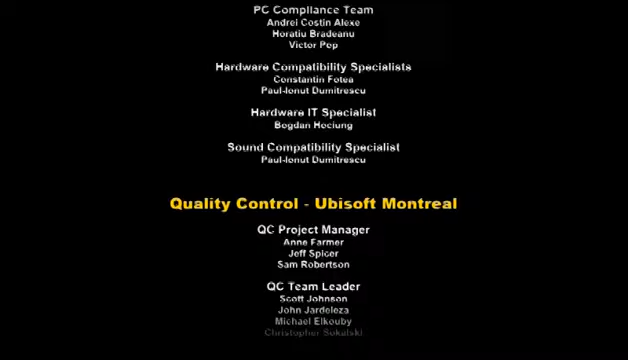 PC Compliance Team
Andrei Costin Alexe
Horatiu Bradeanu
Victor Pop
Hardware Compatibility Specialists
Constantin Fotea
Paul-Ionut Dumitrescu
Hardware IT Specialist
Bogdan Hociung
Sound Compatibility Specialist
Paul-Ionut Dumitrescu
Quality Control - Ubisoft Montreal
QC Project Manager
Anne Farmer
Jeff Spicer
Sam Robertson
QC Team Leader
Scott Johnson
John Jardeleza
Michael Elkouby
Christopher Sokalski